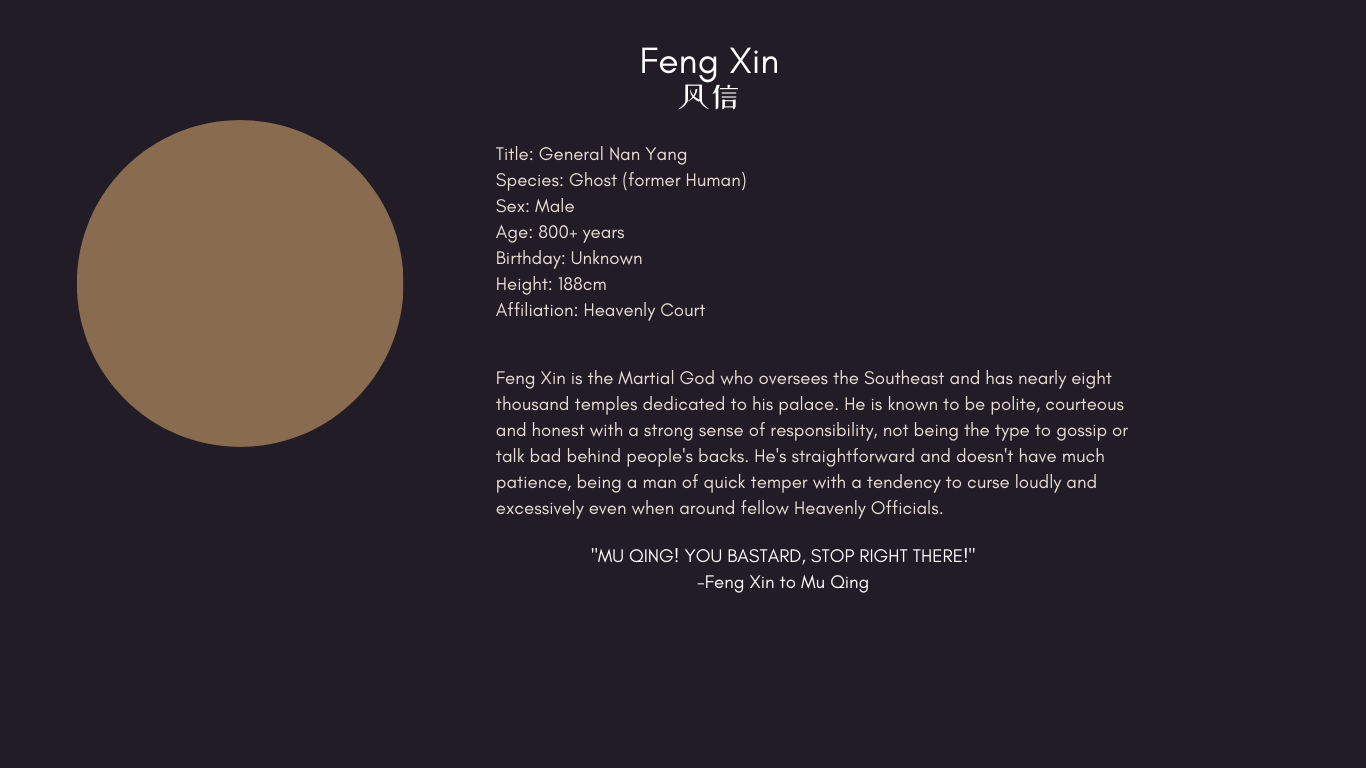 Feng Xin
风信
Title: General Nan Yang
Species: Ghost (former Human)
Sex: Male
Age: 800+ years
Birthday: Unknown
Height: 188cm
Affiliation: Heavenly Court
Feng Xin is the Martial God who oversees the Southeast and has nearly eight
thousand temples dedicated to his palace. He is known to be polite, courteous
and honest with a strong sense of responsibility, not being the type to gossip or
talk bad behind people's backs. He's straightforward and doesn't have much
patience, being a man of quick temper with a tendency to curse loudly and
excessively even when around fellow Heavenly Officials.
"MU QING! YOU BASTARD, STOP RIGHT THERE!"
-Feng Xin to Mu Qing